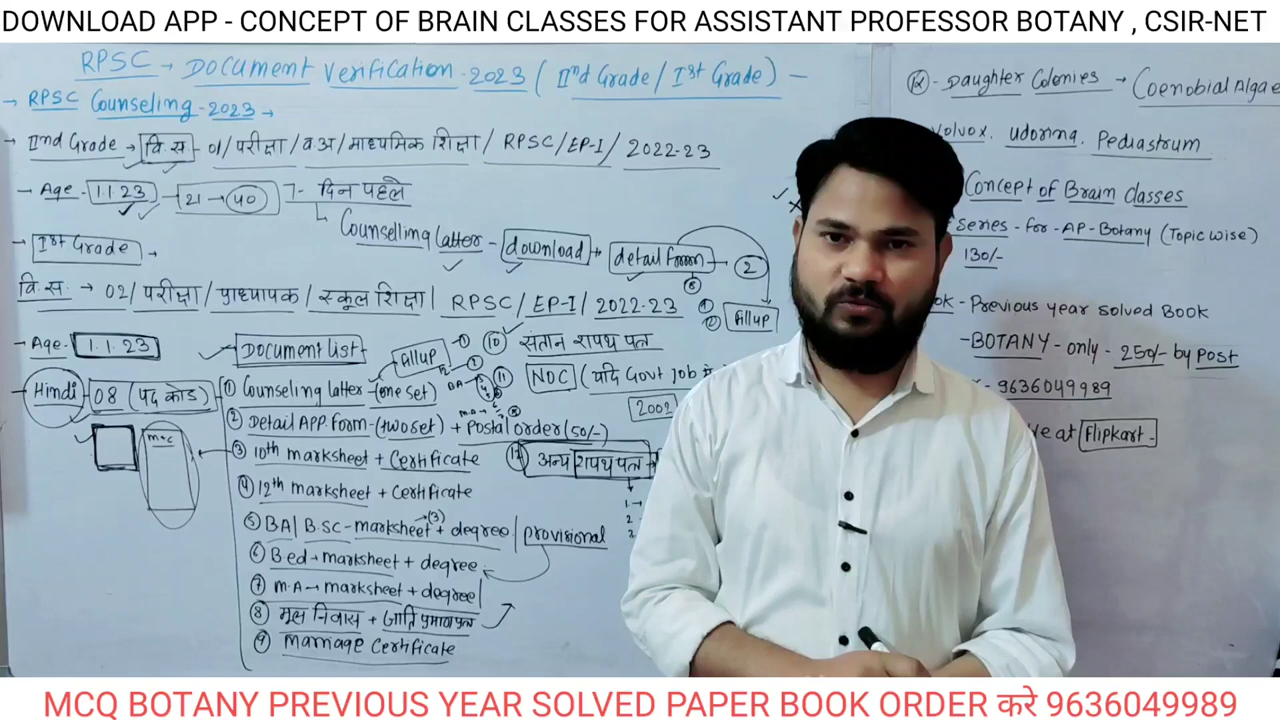 DOWNLOAD APP - CONCEPT OF BRAIN CLASSES FOR ASSISTANT PROFESSOR BOTANY , CSIR-NET
RPSC → Document Verification - 2023 ( IInd Grade / Ist Grade ) -
→ RPSC Counseling - 2023 →
→ IInd Grade → वि.स - 01/परीक्षा/व.अ/माध्यमिक शिक्षा/ RPSC/EP-I/ 2022-23
→ Age - 1.1.23 - 21 → 40 7- दिन पहले
Counselling Latter - download → detail form → 2
→ Ist Grade →
fillup
वि.स. → 02/परीक्षा/प्राध्यापक/स्कूल शिक्षा/ RPSC/EP-I/2022-23
→ Age - 1.1.23
Document List
fillup
→ Hindi - 08 (पद कोड)
m+c
① Counseling latter - (one set)
② Detail APP. form - (two set) + Postal order (50/-)
③ 10th marksheet + Certificate
④ 12th marksheet + Certificate
⑤ BA/B.SC - marksheet + degree / provisional
(3)
⑥ Bed → marksheet + degree
⑦ M.A → marksheet + degree
⑧ मूल निवास + जाति प्रमाण पत्र
⑨ Marriage Certificate
⑩ संतान शपथ पत्र
⑪ NOC (यदि Govt job में
2002
अन्य शपथ पत्र
1 →
2 -
Daughter Colonies → Coenobial Algae
Volvox, udorina, Pediastrum
Concept of Brain classes
Series - for - AP - Botany (Topic wise)
130/-
- Previous year solved Book
- BOTANY - only - 250/- by Post
- 9636049989
at Flipkart -
MCQ BOTANY PREVIOUS YEAR SOLVED PAPER BOOK ORDER करे 9636049989